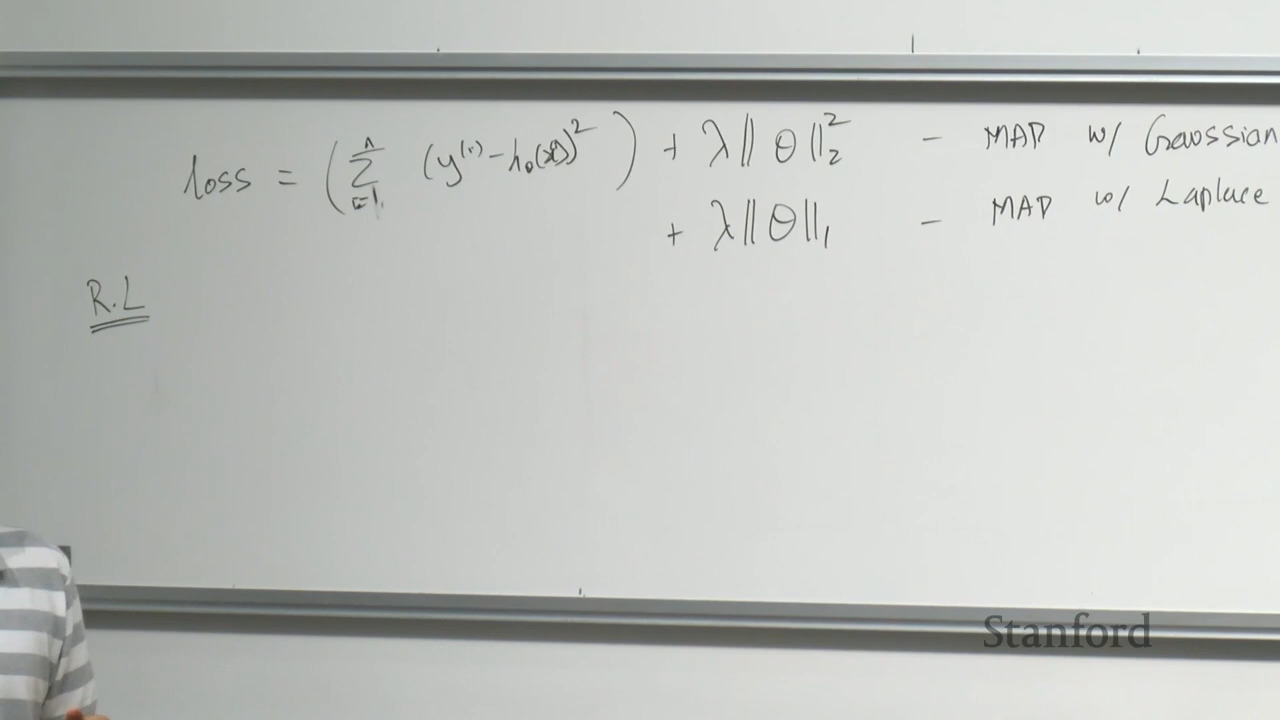 loss = ( Σ_{i=1}^{n} (y^{(i)} - h_θ(x^{(i)}))^2 ) + λ‖θ‖_2^2 – MAP w/ Gaussian
+ λ‖θ‖_1 – MAP w/ Laplace
R.L
Stanford